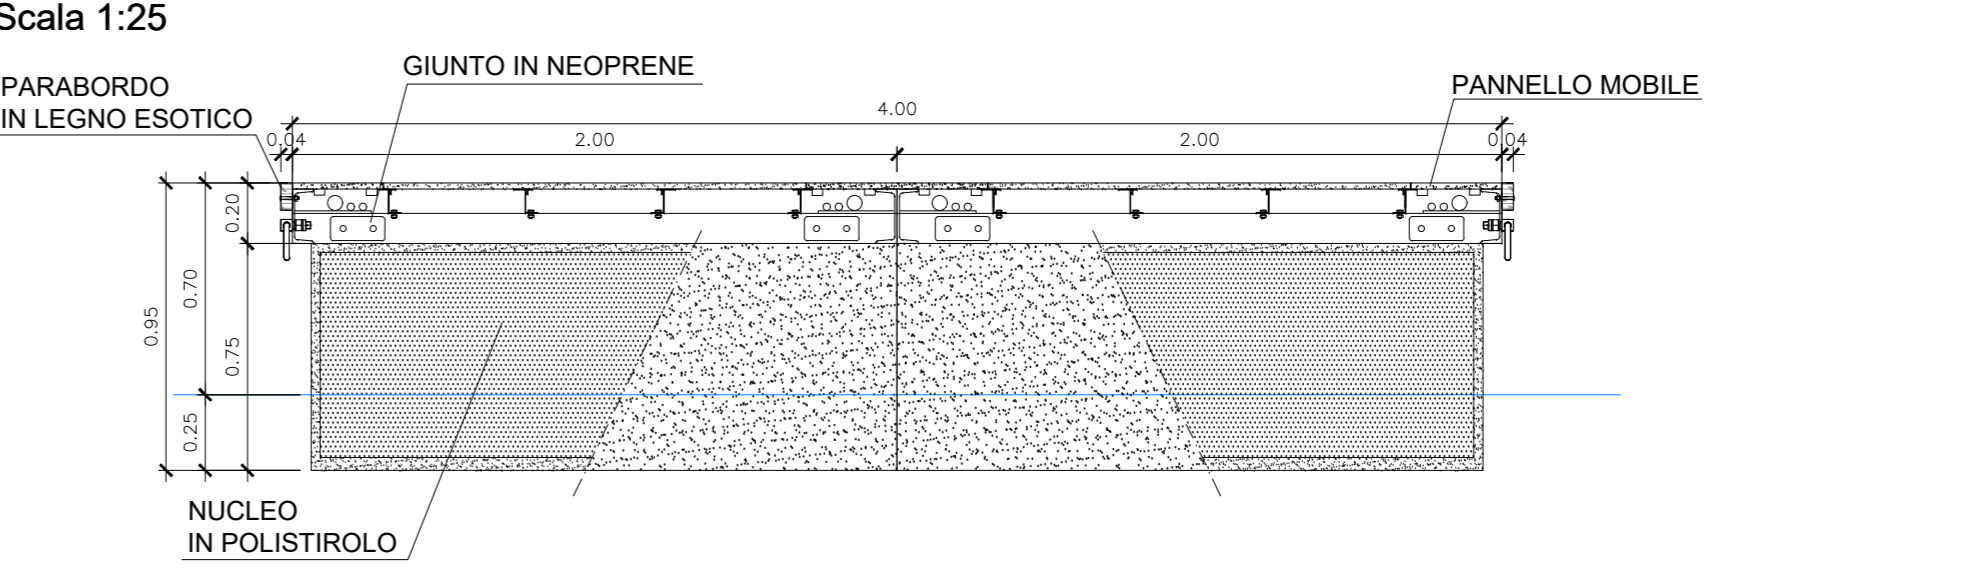 Scala 1:25
GIUNTO IN NEOPRENE
PARABORDO
IN LEGNO ESOTICO
PANNELLO MOBILE
4.00
0.04
2.00
2.00
0.04
0.20
0.70
0.95
0.75
0.25
NUCLEO
IN POLISTIROLO